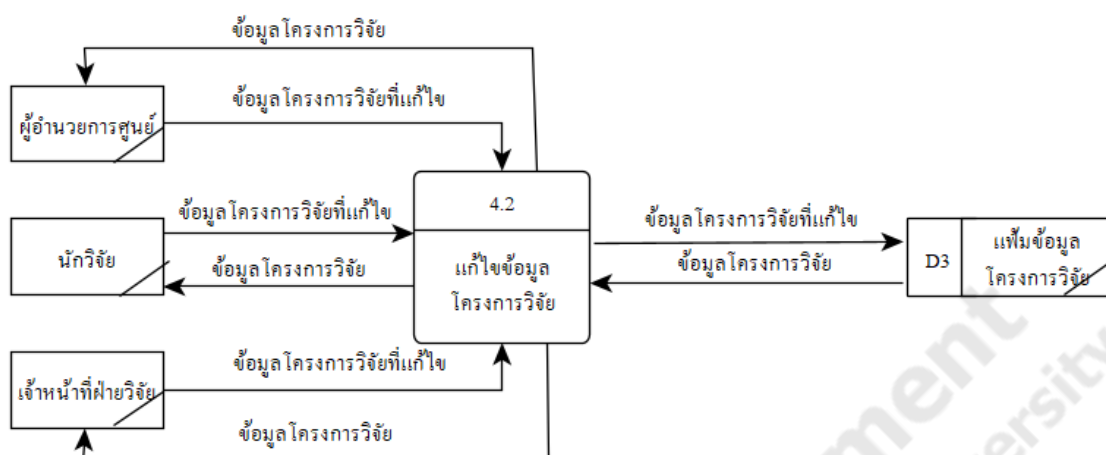 ข้อมูลโครงการวิจัย
ข้อมูลโครงการวิจัยที่แก้ไข
ผู้อำนวยการศูนย์
4.2
ข้อมูลโครงการวิจัยที่แก้ไข
ข้อมูลโครงการวิจัยที่แก้ไข
นักวิจัย
ข้อมูลโครงการวิจัย
แก้ไขข้อมูล
โครงการวิจัย
ข้อมูลโครงการวิจัย
D3
แฟ้มข้อมูล
โครงการวิจัย
ข้อมูลโครงการวิจัยที่แก้ไข
เจ้าหน้าที่ฝ่ายวิจัย
ข้อมูลโครงการวิจัย
ment
ersity